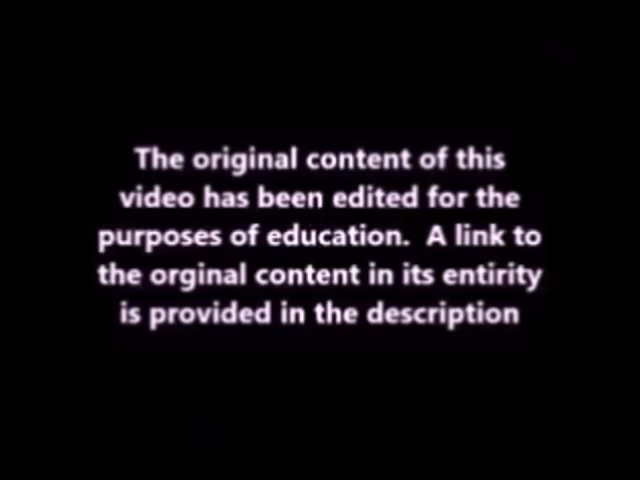 The original content of this
video has been edited for the
purposes of education.  A link to
the orginal content in its entirity
is provided in the description